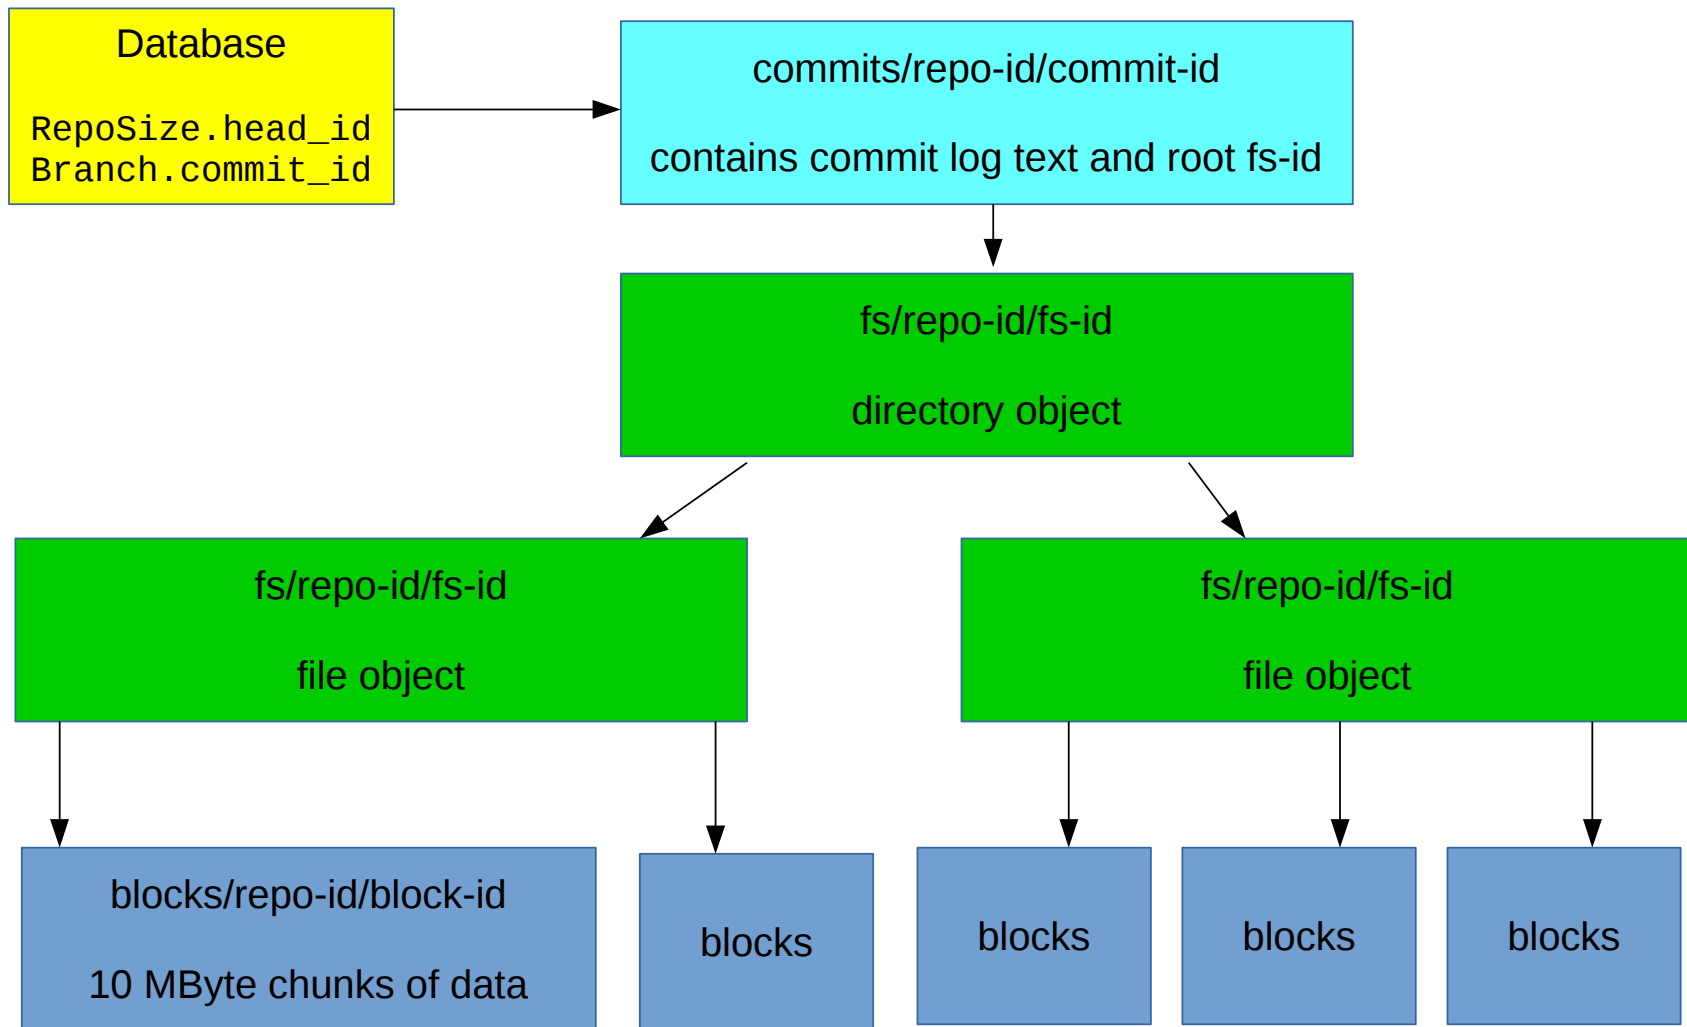 Database
RepoSize.head_id
Branch.commit_id
commits/repo-id/commit-id
contains commit log text and root fs-id
fs/repo-id/fs-id
directory object
fs/repo-id/fs-id
file object
fs/repo-id/fs-id
file object
blocks/repo-id/block-id
10 MByte chunks of data
blocks
blocks
blocks
blocks